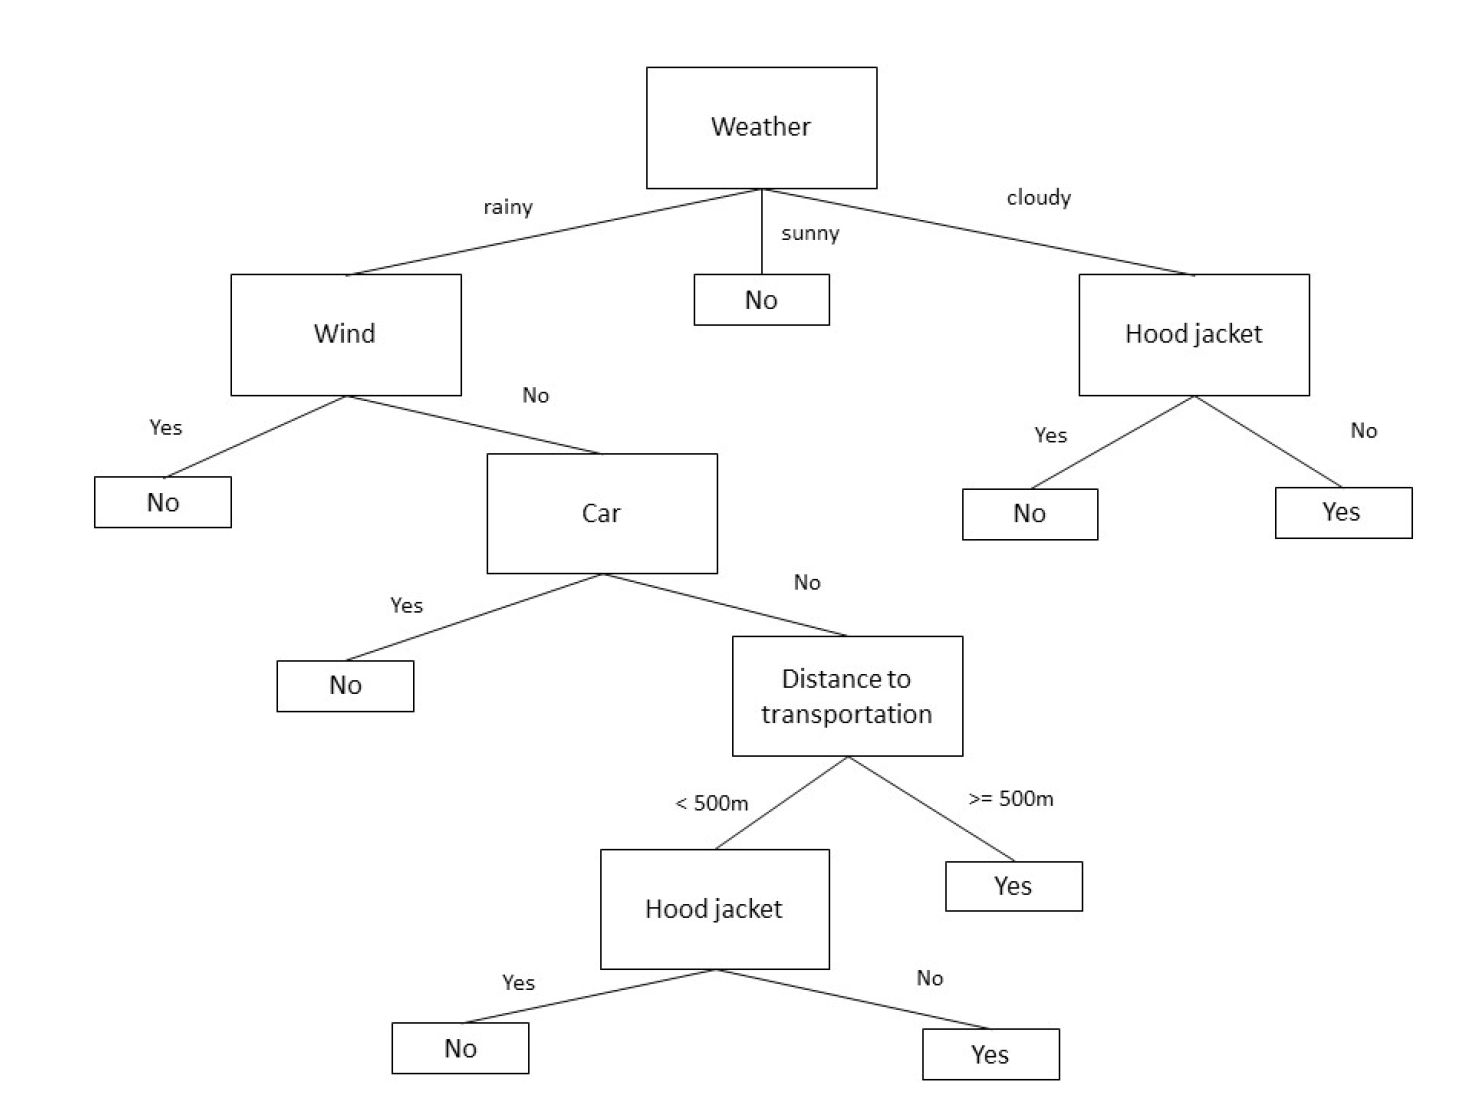 Weather
rainy
sunny
cloudy
Wind
No
Hood jacket
Yes
No
Yes
No
No
Car
No
Yes
Yes
No
No
Distance to
transportation
< 500m
>= 500m
Hood jacket
Yes
Yes
No
No
Yes